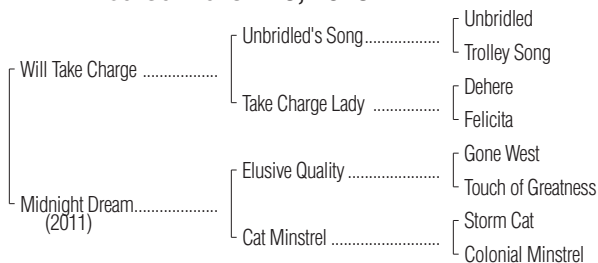 Unbridled
Unbridled's Song..................
Trolley Song
Will Take Charge ..................
Dehere
Take Charge Lady ................
Felicita
Gone West
Elusive Quality ......................
Touch of Greatness
Midnight Dream....................
(2011)
Storm Cat
Cat Minstrel ..........................
Colonial Minstrel